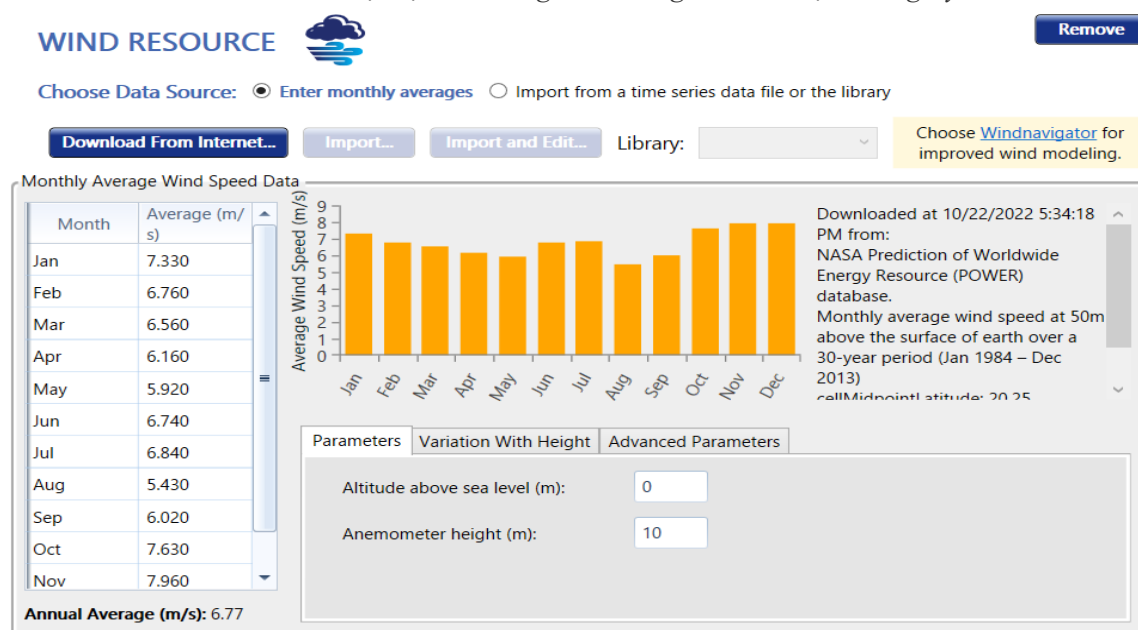 WIND RESOURCE
Remove
Choose Data Source: Enter monthly averages Import from a time series data file or the library
Download From Internet... Import... Import and Edit... Library:
Choose Windnavigator for
improved wind modeling.
Monthly Average Wind Speed Data
Month Average (m/
s)
Jan 7.330
Feb 6.760
Mar 6.560
Apr 6.160
May 5.920
Jun 6.740
Jul 6.840
Aug 5.430
Sep 6.020
Oct 7.630
Nov 7.960
Annual Average (m/s): 6.77
Average Wind Speed (m/s)
9
8
7
6
5
4
3
2
1
0
Jan Feb Mar Apr May Jun Jul Aug Sep Oct Nov Dec
Downloaded at 10/22/2022 5:34:18
PM from:
NASA Prediction of Worldwide
Energy Resource (POWER)
database.
Monthly average wind speed at 50m
above the surface of earth over a
30-year period (Jan 1984 – Dec
2013)
cellMidpointLatitude: 20.25
Parameters Variation With Height Advanced Parameters
Altitude above sea level (m): 0
Anemometer height (m): 10